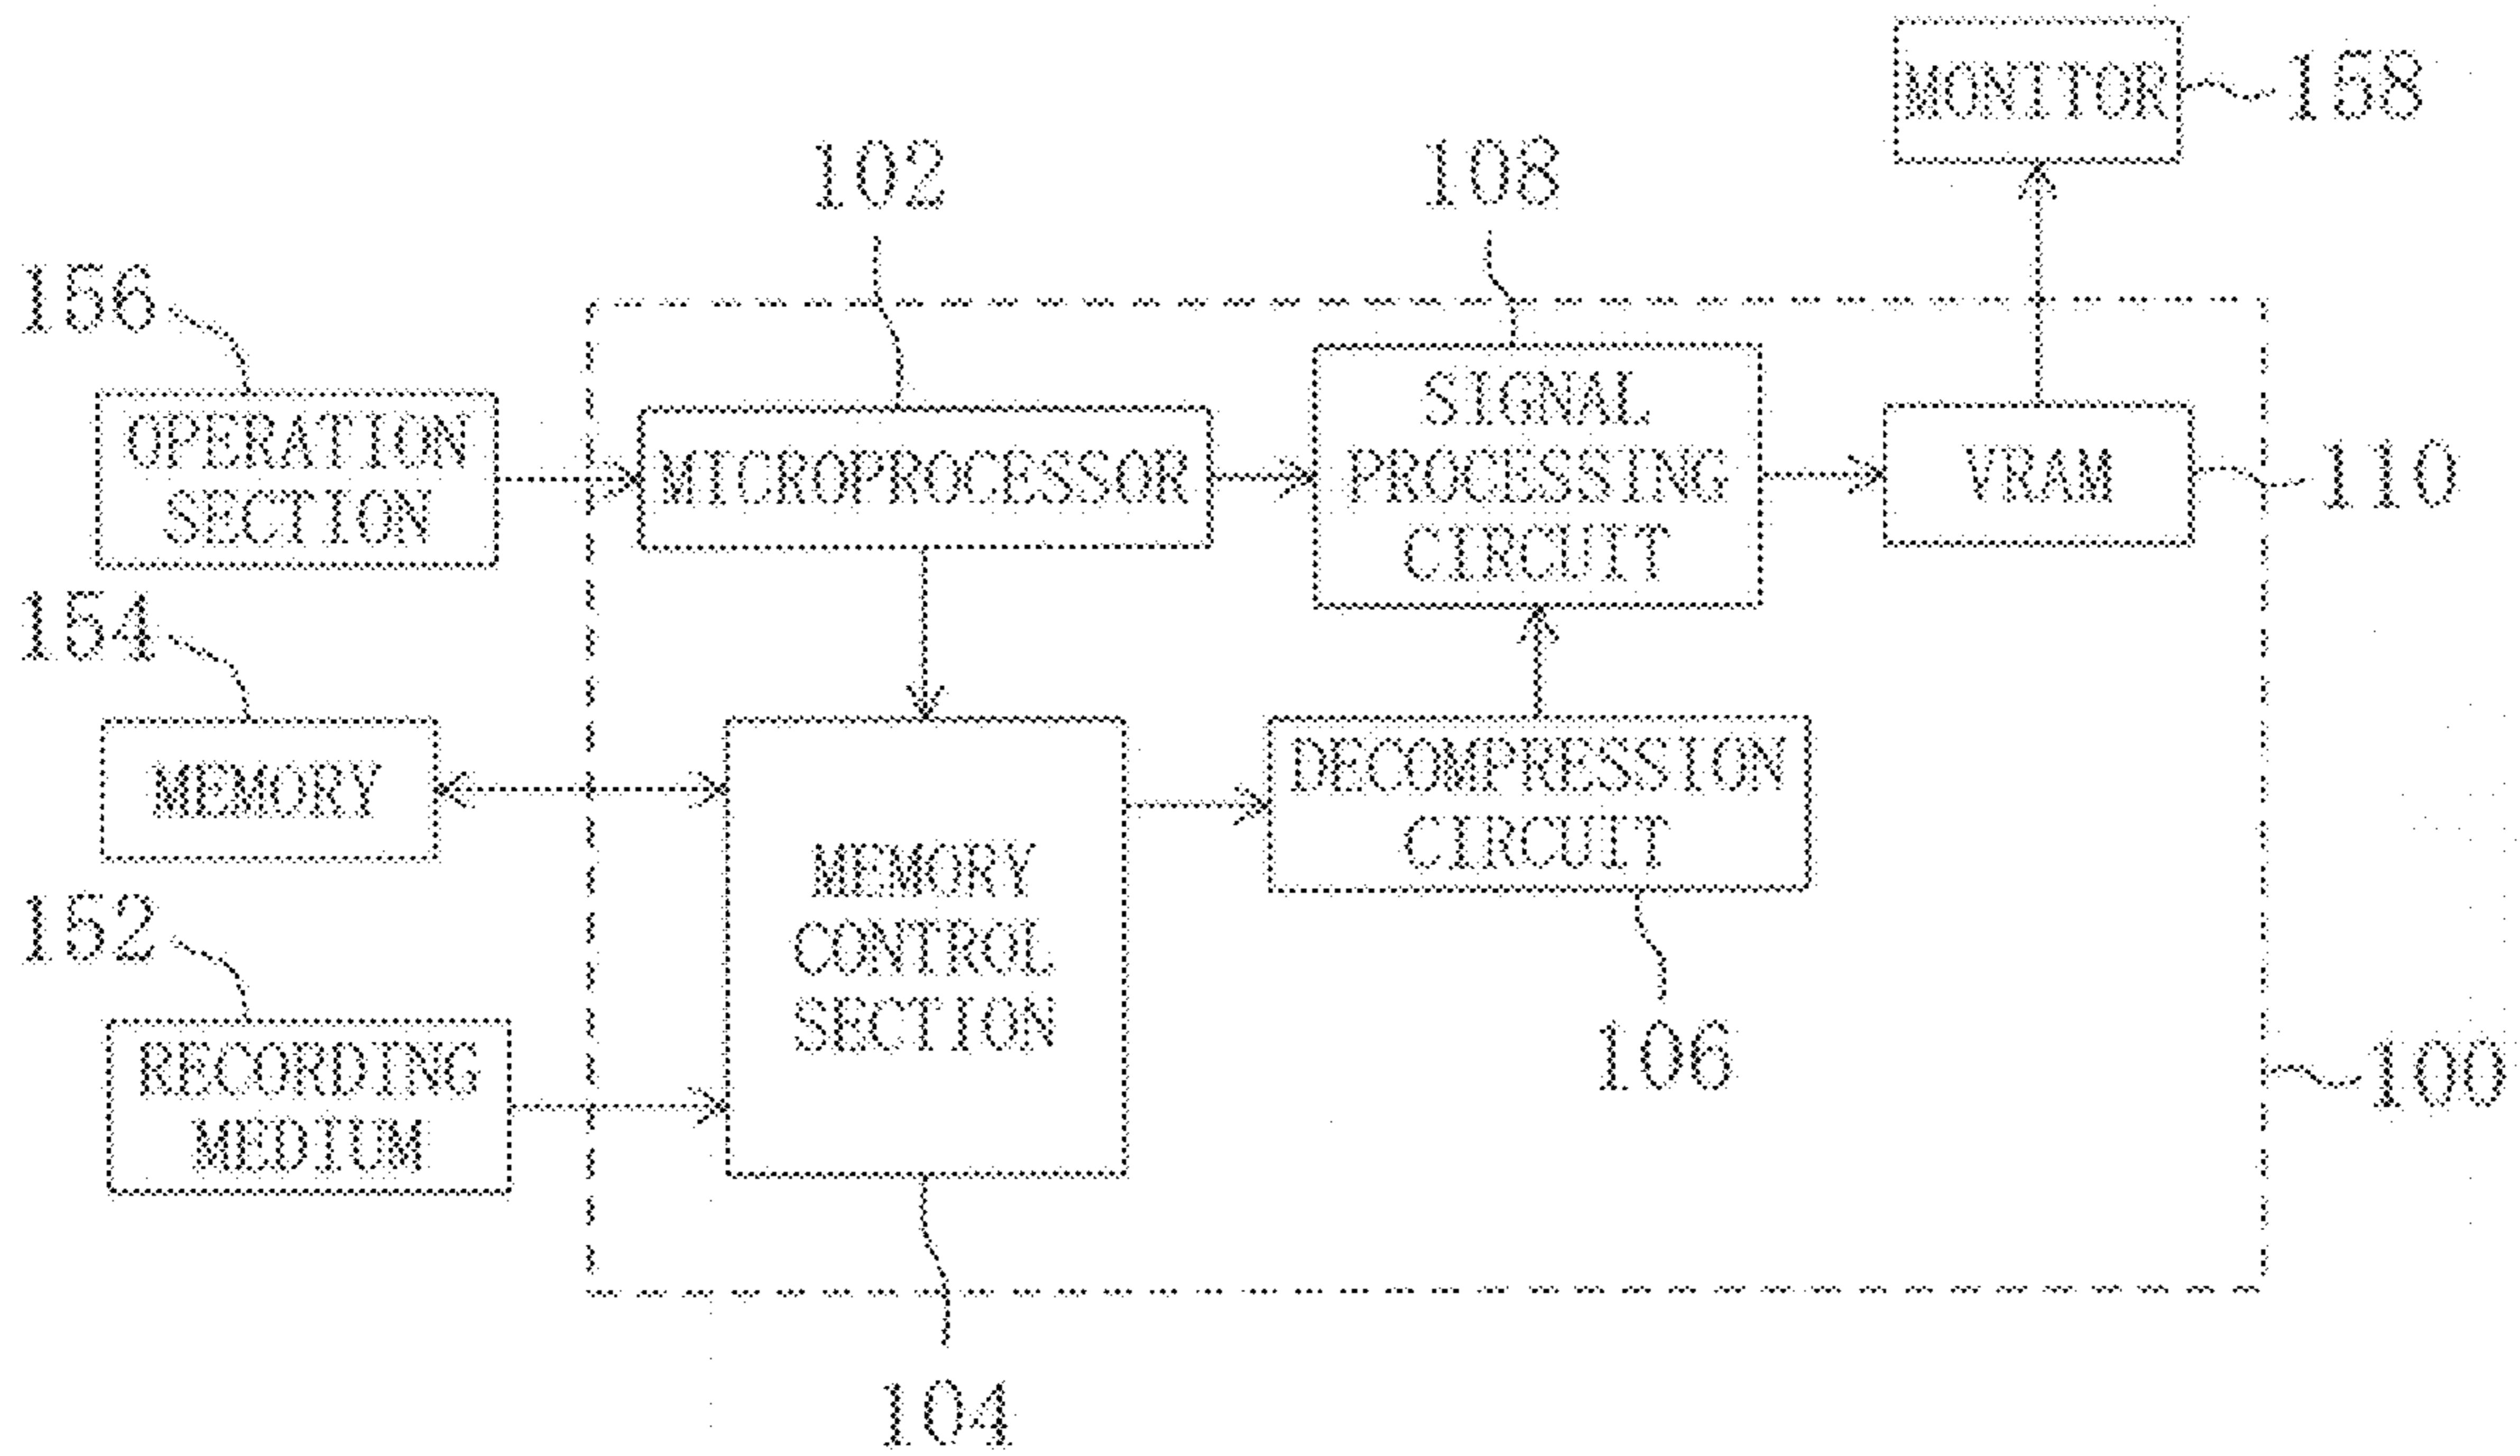 MONITOR
158
102
108
156
OPERATION
SECTION
MICROPROCESSOR
SIGNAL
PROCESSING
CIRCUIT
VRAM
110
154
MEMORY
DECOMPRESSION
CIRCUIT
MEMORY
CONTROL
SECTION
152
RECORDING
MEDIUM
106
100
104